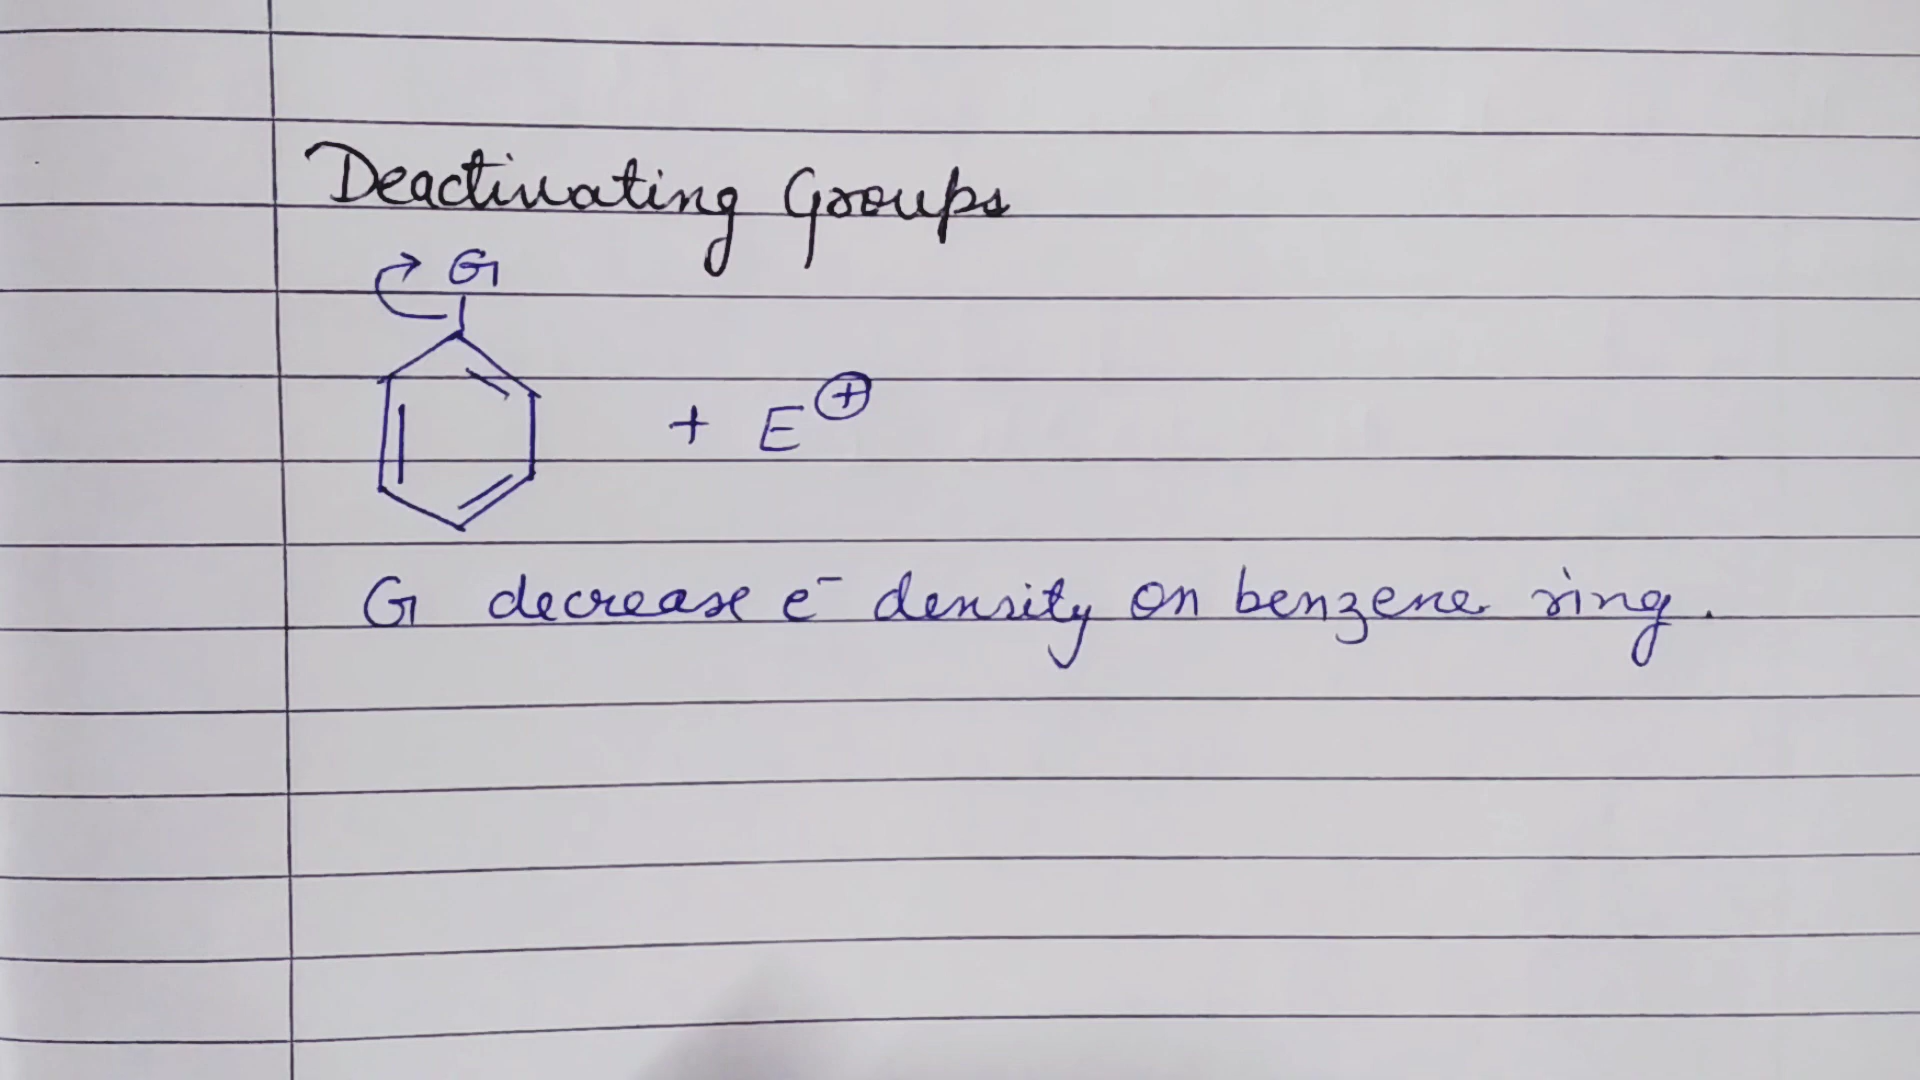 Deactivating Groups
G
+ E⊕
G decrease e⁻ density on benzene ring.